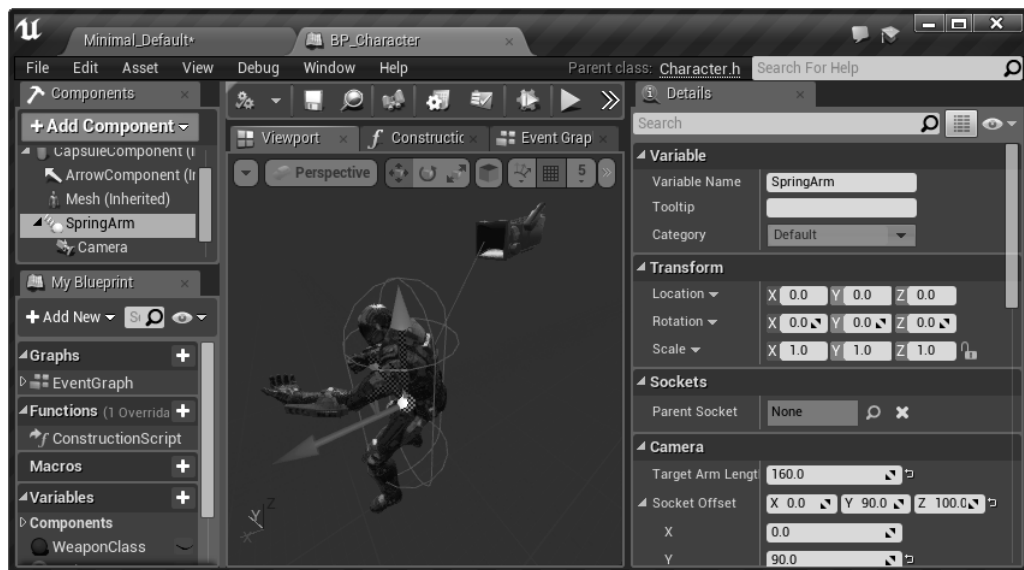 Minimal_Default*
BP_Character
File Edit Asset View Debug Window Help
Parent class: Character.h
Search For Help
Components
+Add Component
CapsuleComponent (I
ArrowComponent (Ir
Mesh (Inherited)
SpringArm
Camera
My Blueprint
+Add New
Graphs
EventGraph
Functions (1 Overrida
ConstructionScript
Macros
Variables
Components
WeaponClass
Viewport
Constructic
Event Grap
Perspective
5
Z
Y
X
Details
Search
Variable
Variable Name SpringArm
Tooltip
Category Default
Transform
Location X 0.0 Y 0.0 Z 0.0
Rotation X 0.0 Y 0.0 Z 0.0
Scale X 1.0 Y 1.0 Z 1.0
Sockets
Parent Socket None
Camera
Target Arm Lengt 160.0
Socket Offset X 0.0 Y 90.0 Z 100.0
X 0.0
Y 90.0